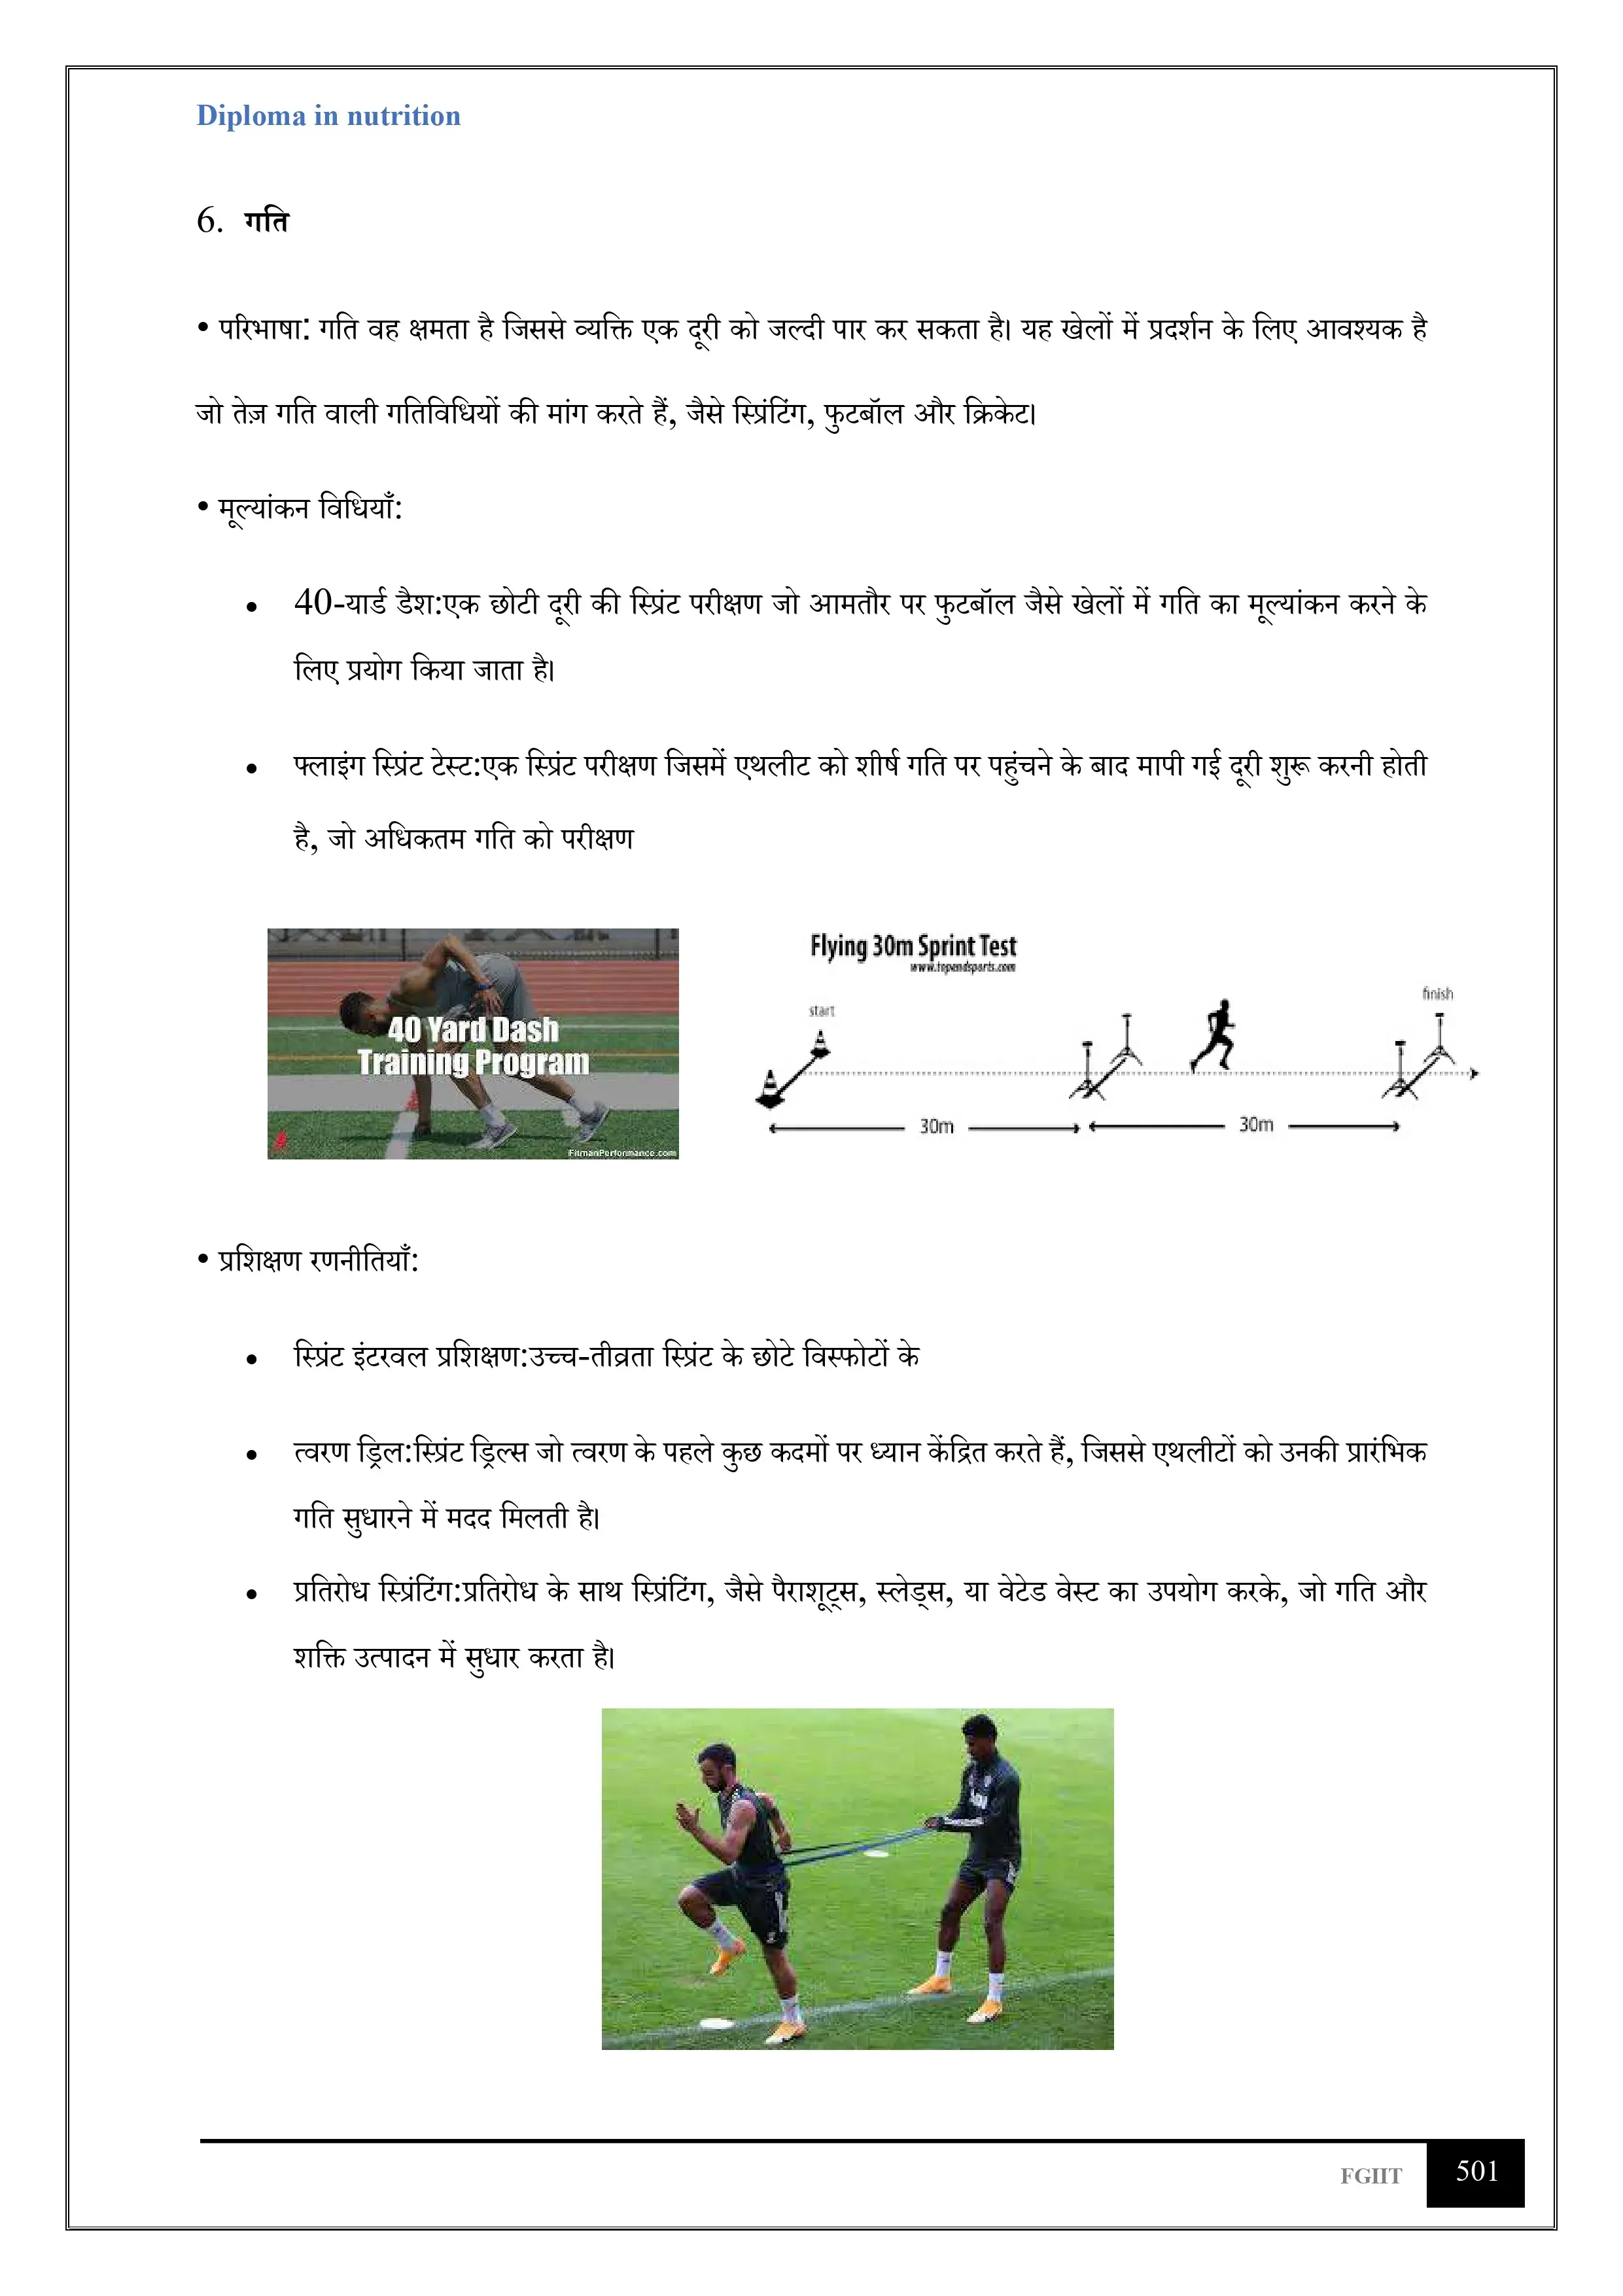 Diploma in nutrition
6. गति
• परिभाषा: गति वह क्षमता है जिससे व्यक्ति एक दूरी को जल्दी पार कर सकता है। यह खेलों में प्रदर्शन के लिए आवश्यक है
जो तेज़ गति वाली गतिविधियों की मांग करते हैं, जैसे स्प्रिंटिंग, फुटबॉल और क्रिकेट।
• मूल्यांकन विधियाँ:
• 40-यार्ड डैश:एक छोटी दूरी की स्प्रिंट परीक्षण जो आमतौर पर फुटबॉल जैसे खेलों में गति का मूल्यांकन करने के
लिए प्रयोग किया जाता है।
• फ्लाइंग स्प्रिंट टेस्ट:एक स्प्रिंट परीक्षण जिसमें एथलीट को शीर्ष गति पर पहुंचने के बाद मापी गई दूरी शुरू करनी होती
है, जो अधिकतम गति को परीक्षण
40 Yard Dash
Training Program
FitmanPerformance.com
Flying 30m Sprint Test
www.topendsports.com
start
finish
30m
30m
• प्रशिक्षण रणनीतियाँ:
• स्प्रिंट इंटरवल प्रशिक्षण:उच्च-तीव्रता स्प्रिंट के छोटे विस्फोटों के
• त्वरण ड्रिल:स्प्रिंट ड्रिल्स जो त्वरण के पहले कुछ कदमों पर ध्यान केंद्रित करते हैं, जिससे एथलीटों को उनकी प्रारंभिक
गति सुधारने में मदद मिलती है।
• प्रतिरोध स्प्रिंटिंग:प्रतिरोध के साथ स्प्रिंटिंग, जैसे पैराशूट्स, स्लेड्स, या वेटेड वेस्ट का उपयोग करके, जो गति और
शक्ति उत्पादन में सुधार करता है।
FGIIT
501